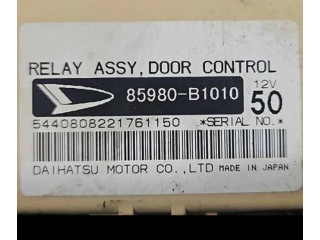 RELAY ASSY, DOOR CONTROL
85980-B1010
12V
50
5440808221761150 *SERIAL NO.*
DAIHATSU MOTOR CO.,LTD MADE IN JAPAN